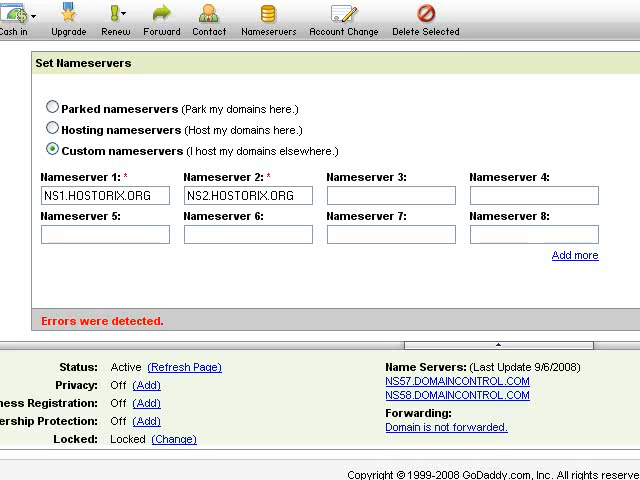 Cash in Upgrade Renew Forward Contact Nameservers Account Change Delete Selected
Set Nameservers
Parked nameservers (Park my domains here.)
Hosting nameservers (Host my domains here.)
Custom nameservers (I host my domains elsewhere.)
Nameserver 1: * Nameserver 2: * Nameserver 3: Nameserver 4:
NS1.HOSTORIX.ORG NS2.HOSTORIX.ORG
Nameserver 5: Nameserver 6: Nameserver 7: Nameserver 8:
Add more
Errors were detected.
Status: Active (Refresh Page)
Privacy: Off (Add)
ness Registration: Off (Add)
ership Protection: Off (Add)
Locked: Locked (Change)
Name Servers: (Last Update 9/6/2008)
NS57.DOMAINCONTROL.COM
NS58.DOMAINCONTROL.COM
Forwarding:
Domain is not forwarded.
Copyright © 1999-2008 GoDaddy.com, Inc. All rights reserve